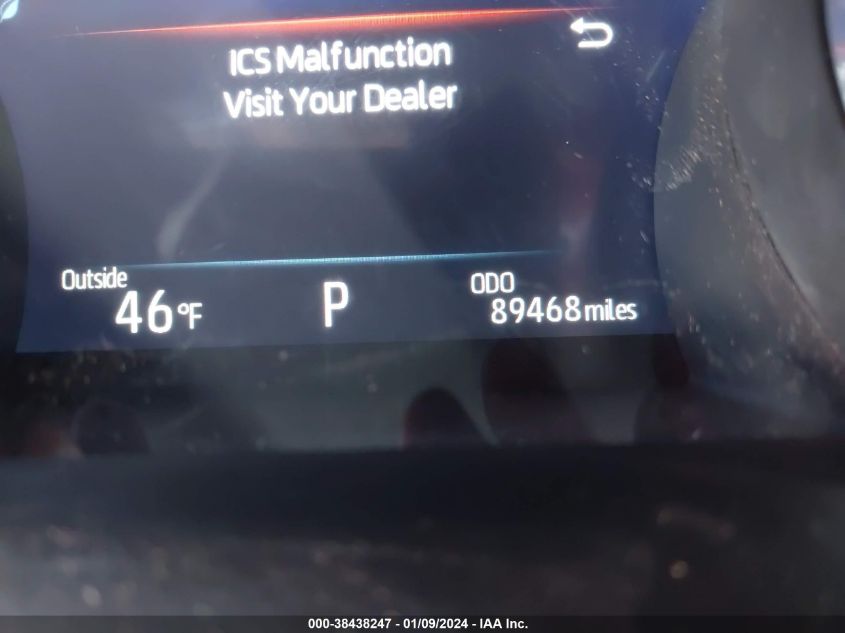 ICS Malfunction
Visit Your Dealer
Outside
46°F
P
ODO
89468 miles
000-38438247 - 01/09/2024 - IAA Inc.